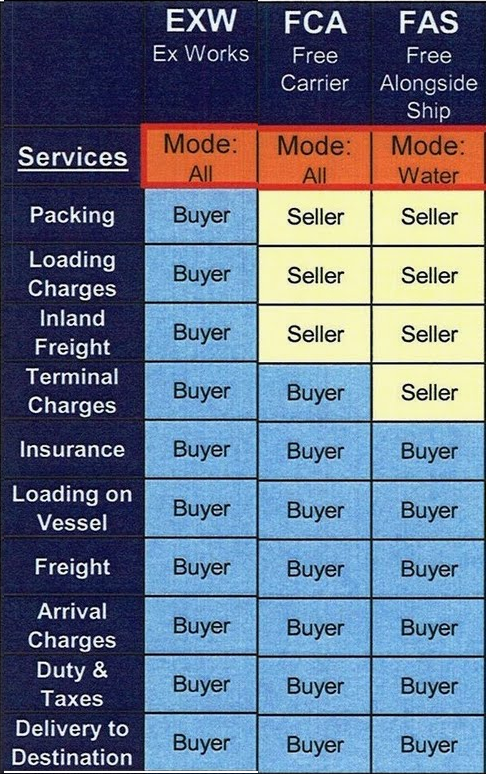 EXW FCA FAS
Ex Works Free Free
Carrier Alongside
Ship
Services Mode: Mode: Mode:
All All Water
Packing Buyer Seller Seller
Loading
Charges Buyer Seller Seller
Inland
Freight Buyer Seller Seller
Terminal
Charges Buyer Buyer Seller
Insurance Buyer Buyer Buyer
Loading on
Vessel Buyer Buyer Buyer
Freight Buyer Buyer Buyer
Arrival
Charges Buyer Buyer Buyer
Duty &
Taxes Buyer Buyer Buyer
Delivery to
Destination Buyer Buyer Buyer